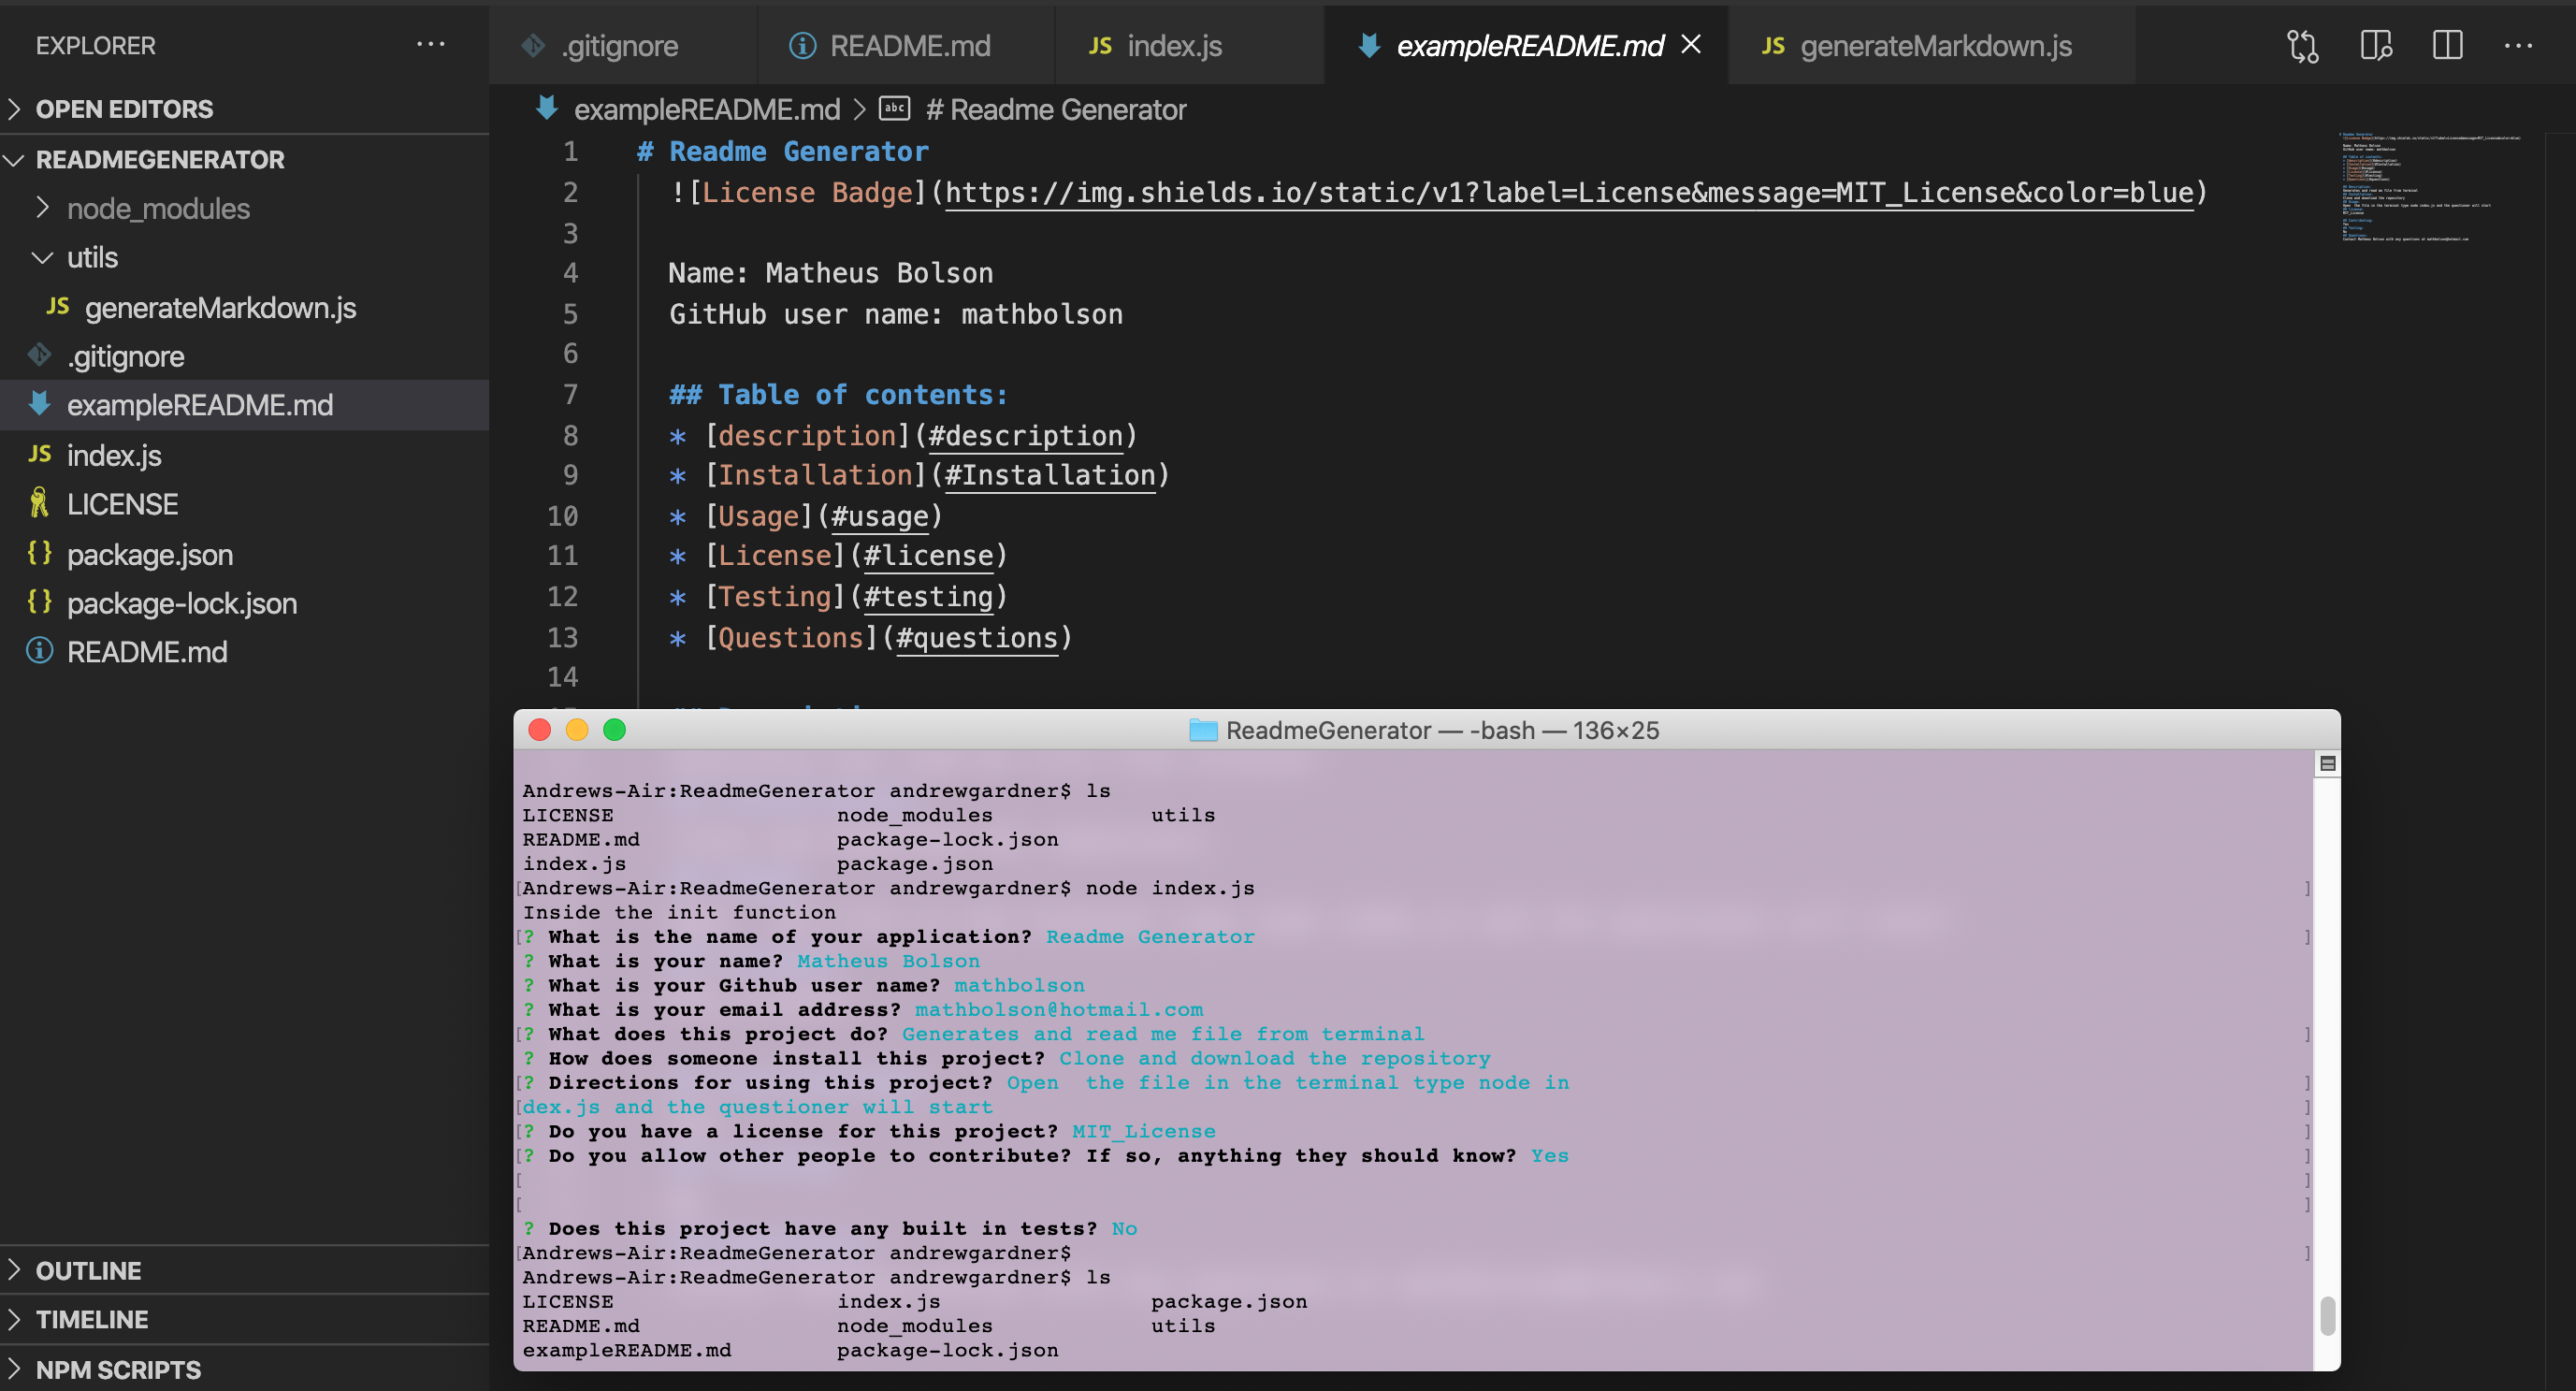 EXPLORER
OPEN EDITORS
READMEGENERATOR
node_modules
utils
JS generateMarkdown.js
.gitignore
exampleREADME.md
JS index.js
LICENSE
{} package.json
{} package-lock.json
README.md
OUTLINE
TIMELINE
NPM SCRIPTS
.gitignore README.md JS index.js exampleREADME.md JS generateMarkdown.js
exampleREADME.md > abc # Readme Generator
1 # Readme Generator
2 ![License Badge](https://img.shields.io/static/v1?label=License&message=MIT_License&color=blue)
3
4 Name: Matheus Bolson
5 GitHub user name: mathbolson
6
7 ## Table of contents:
8 * [description](#description)
9 * [Installation](#Installation)
10 * [Usage](#usage)
11 * [License](#license)
12 * [Testing](#testing)
13 * [Questions](#questions)
14
ReadmeGenerator — -bash — 136×25
Andrews-Air:ReadmeGenerator andrewgardner$ ls
LICENSE node_modules utils
README.md package-lock.json
index.js package.json
[Andrews-Air:ReadmeGenerator andrewgardner$ node index.js ]
Inside the init function
[? What is the name of your application? Readme Generator ]
? What is your name? Matheus Bolson
? What is your Github user name? mathbolson
? What is your email address? mathbolson@hotmail.com
[? What does this project do? Generates and read me file from terminal ]
? How does someone install this project? Clone and download the repository
[? Directions for using this project? Open  the file in the terminal type node in ]
[dex.js and the questioner will start ]
[? Do you have a license for this project? MIT_License ]
[? Do you allow other people to contribute? If so, anything they should know? Yes ]
[ ]
[ ]
? Does this project have any built in tests? No
[Andrews-Air:ReadmeGenerator andrewgardner$ ]
Andrews-Air:ReadmeGenerator andrewgardner$ ls
LICENSE index.js package.json
README.md node_modules utils
exampleREADME.md package-lock.json